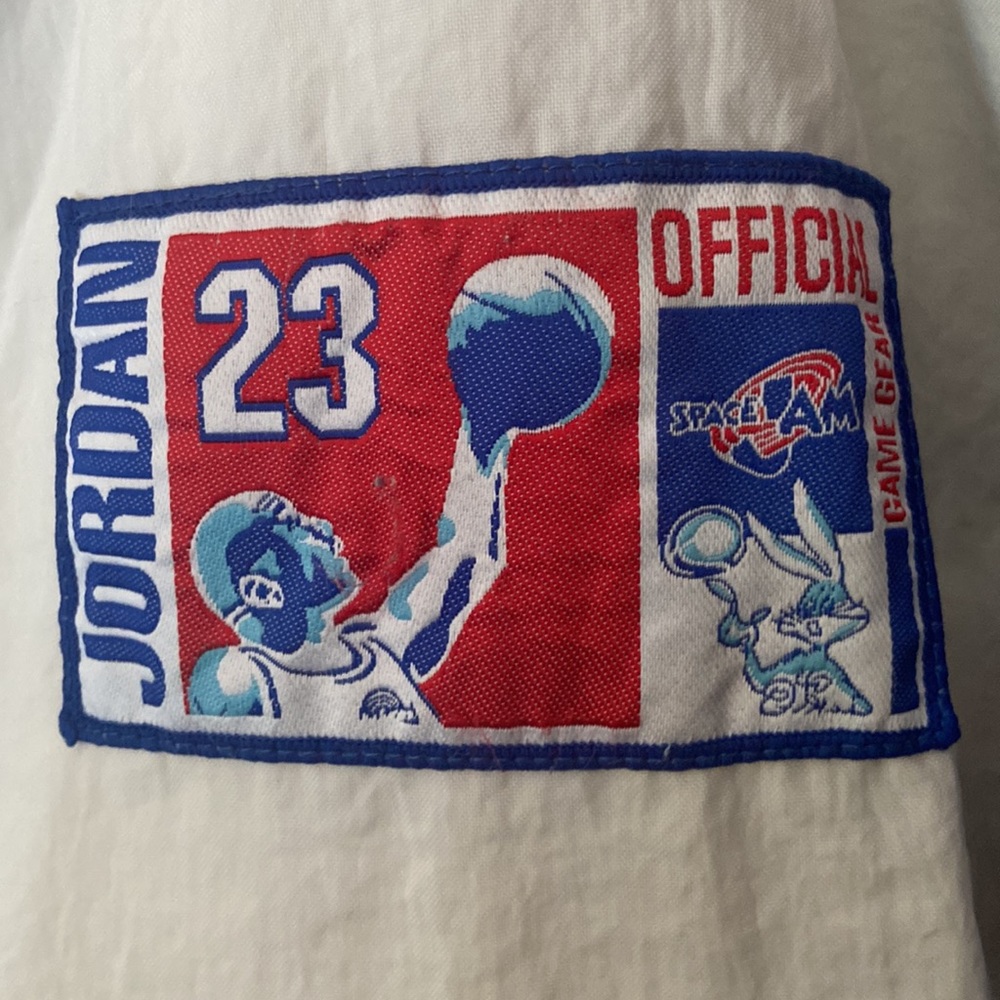 JORDAN
23
OFFICIAL
SPACE JAM
GAME GEAR